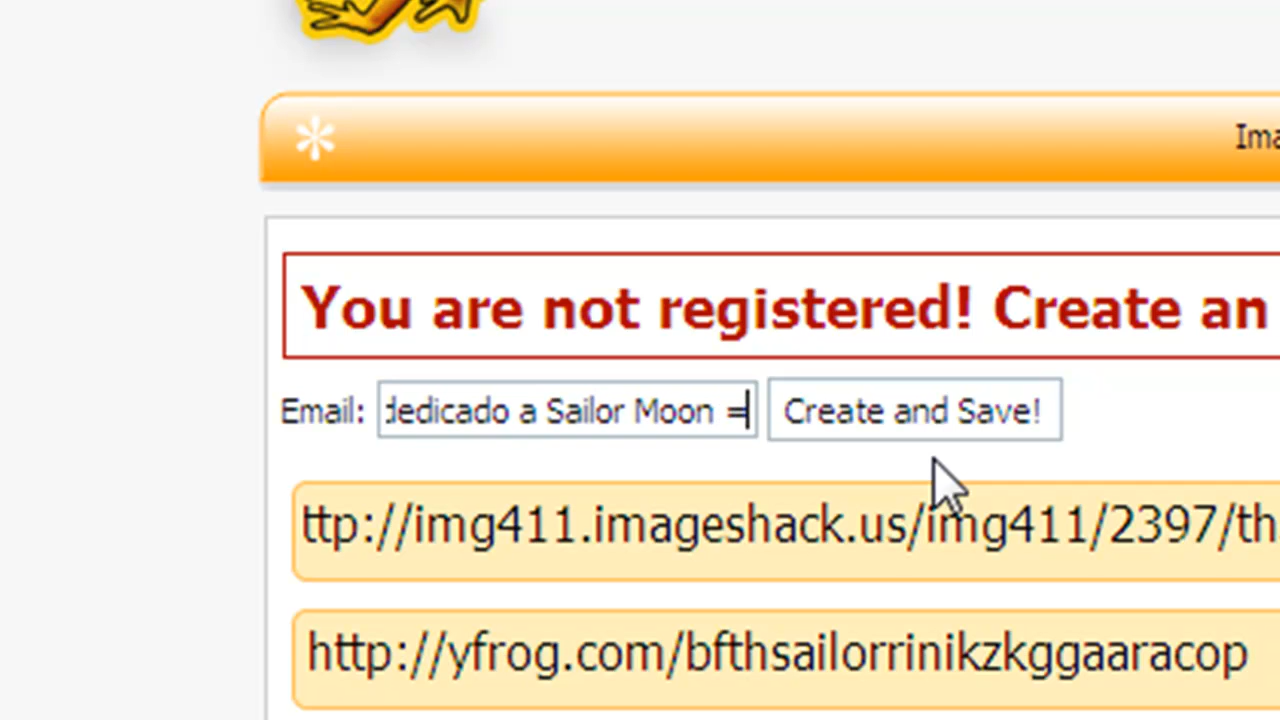 Ima
You are not registered! Create an
Email: dedicado a Sailor Moon = Create and Save!
ttp://img411.imageshack.us/img411/2397/th
http://yfrog.com/bfthsailorrinikzkggaaracop